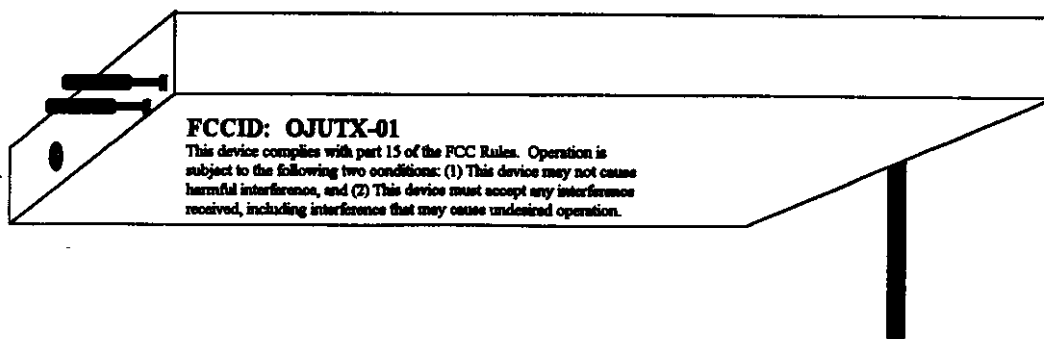 FCCID: OJUTX-01
This device complies with part 15 of the FCC Rules. Operation is
subject to the following two conditions: (1) This device may not cause
harmful interference, and (2) This device must accept any interference
received, including interference that may cause undesired operation.